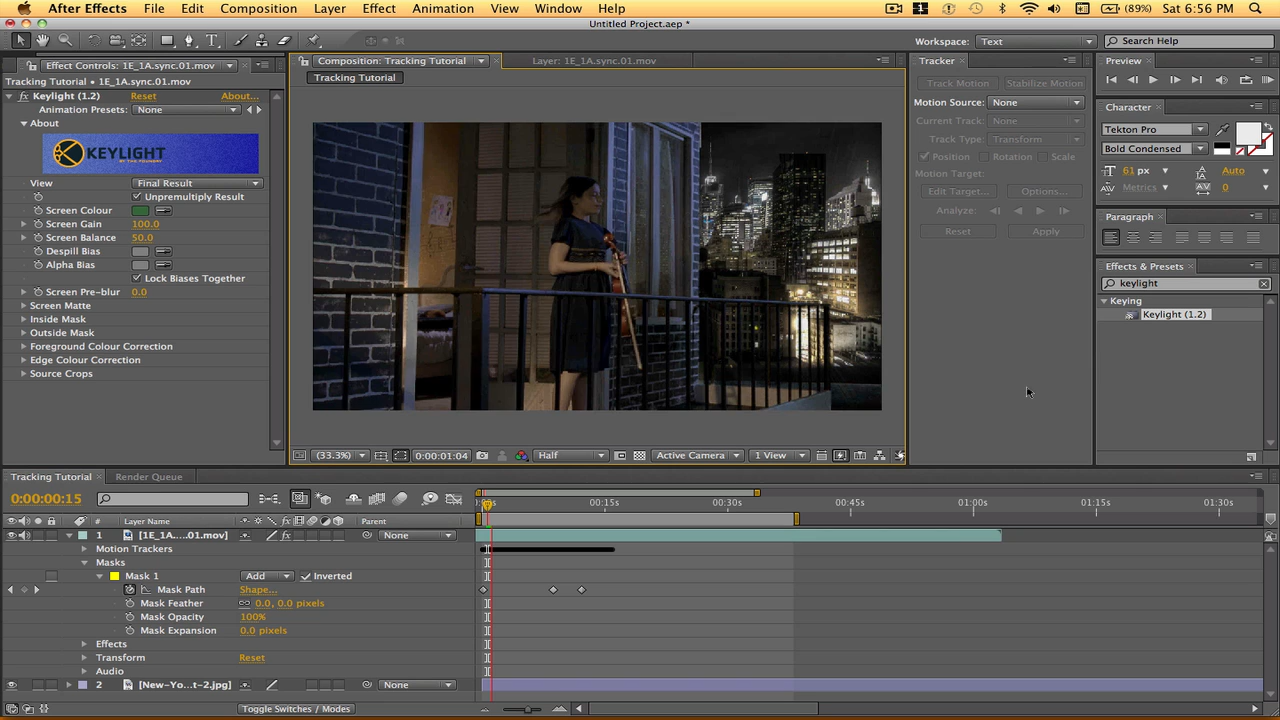 After Effects File Edit Composition Layer Effect Animation View Window Help 1 (89%) Sat 6:56 PM
Untitled Project.aep *
Workspace: Text Search Help
Effect Controls: 1E_1A.sync.01.mov
Tracking Tutorial • 1E_1A.sync.01.mov
fx Keylight (1.2) Reset About...
Animation Presets: None
About
KEYLIGHT
BY THE FOUNDRY
View Final Result
Unpremultiply Result
Screen Colour
Screen Gain 100.0
Screen Balance 50.0
Despill Bias
Alpha Bias
Lock Biases Together
Screen Pre-blur 0.0
Screen Matte
Inside Mask
Outside Mask
Foreground Colour Correction
Edge Colour Correction
Source Crops
Composition: Tracking Tutorial Layer: 1E_1A.sync.01.mov
Tracking Tutorial
(33.3%) 0:00:01:04 Half Active Camera 1 View
Tracker
Track Motion Stabilize Motion
Motion Source: None
Current Track: None
Track Type: Transform
Position Rotation Scale
Motion Target:
Edit Target... Options...
Analyze:
Reset Apply
Preview
Character
Tekton Pro
Bold Condensed
61 px Auto
Metrics 0
Paragraph
Effects & Presets
keylight
Keying
Keylight (1.2)
Tracking Tutorial Render Queue
0:00:00:15
00:15s 00:30s 00:45s 01:00s 01:15s 01:30s
# Layer Name Parent
1 [1E_1A....01.mov] None
Motion Trackers
Masks
Mask 1 Add Inverted
Mask Path Shape...
Mask Feather 0.0, 0.0 pixels
Mask Opacity 100%
Mask Expansion 0.0 pixels
Effects
Transform Reset
Audio
2 [New-Yo...t-2.jpg] None
Toggle Switches / Modes